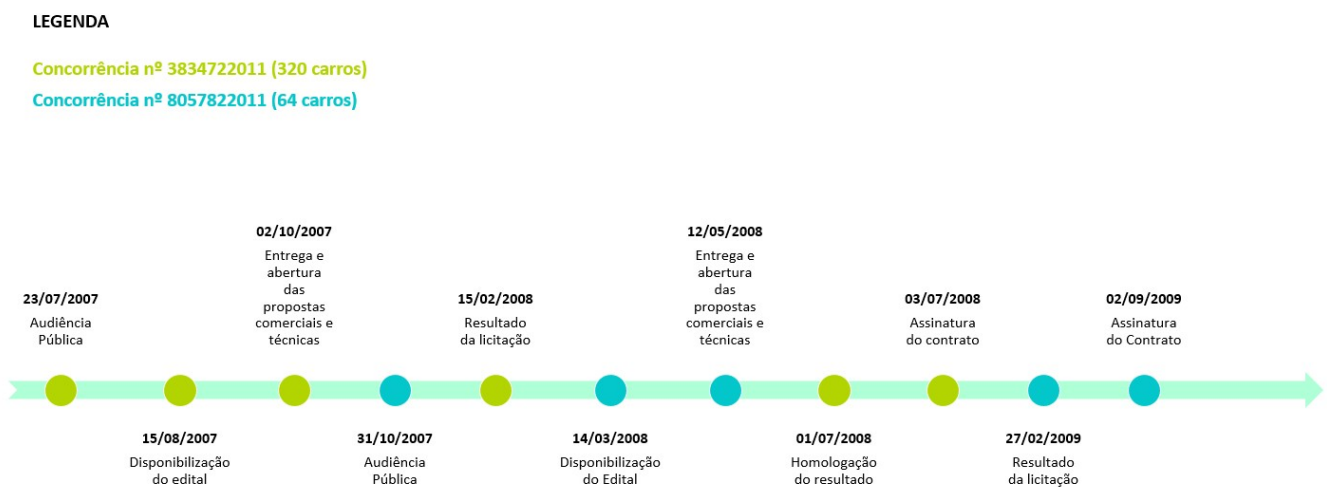 LEGENDA
Concorrência nº 3834722011 (320 carros)
Concorrência nº 8057822011 (64 carros)
23/07/2007
Audiência
Pública
15/08/2007
Disponibilização
do edital
02/10/2007
Entrega e
abertura
das
propostas
comerciais e
técnicas
31/10/2007
Audiência
Pública
15/02/2008
Resultado
da licitação
14/03/2008
Disponibilização
do Edital
12/05/2008
Entrega e
abertura
das
propostas
comerciais e
técnicas
01/07/2008
Homologação
do resultado
03/07/2008
Assinatura
do contrato
27/02/2009
Resultado
da licitação
02/09/2009
Assinatura
do Contrato